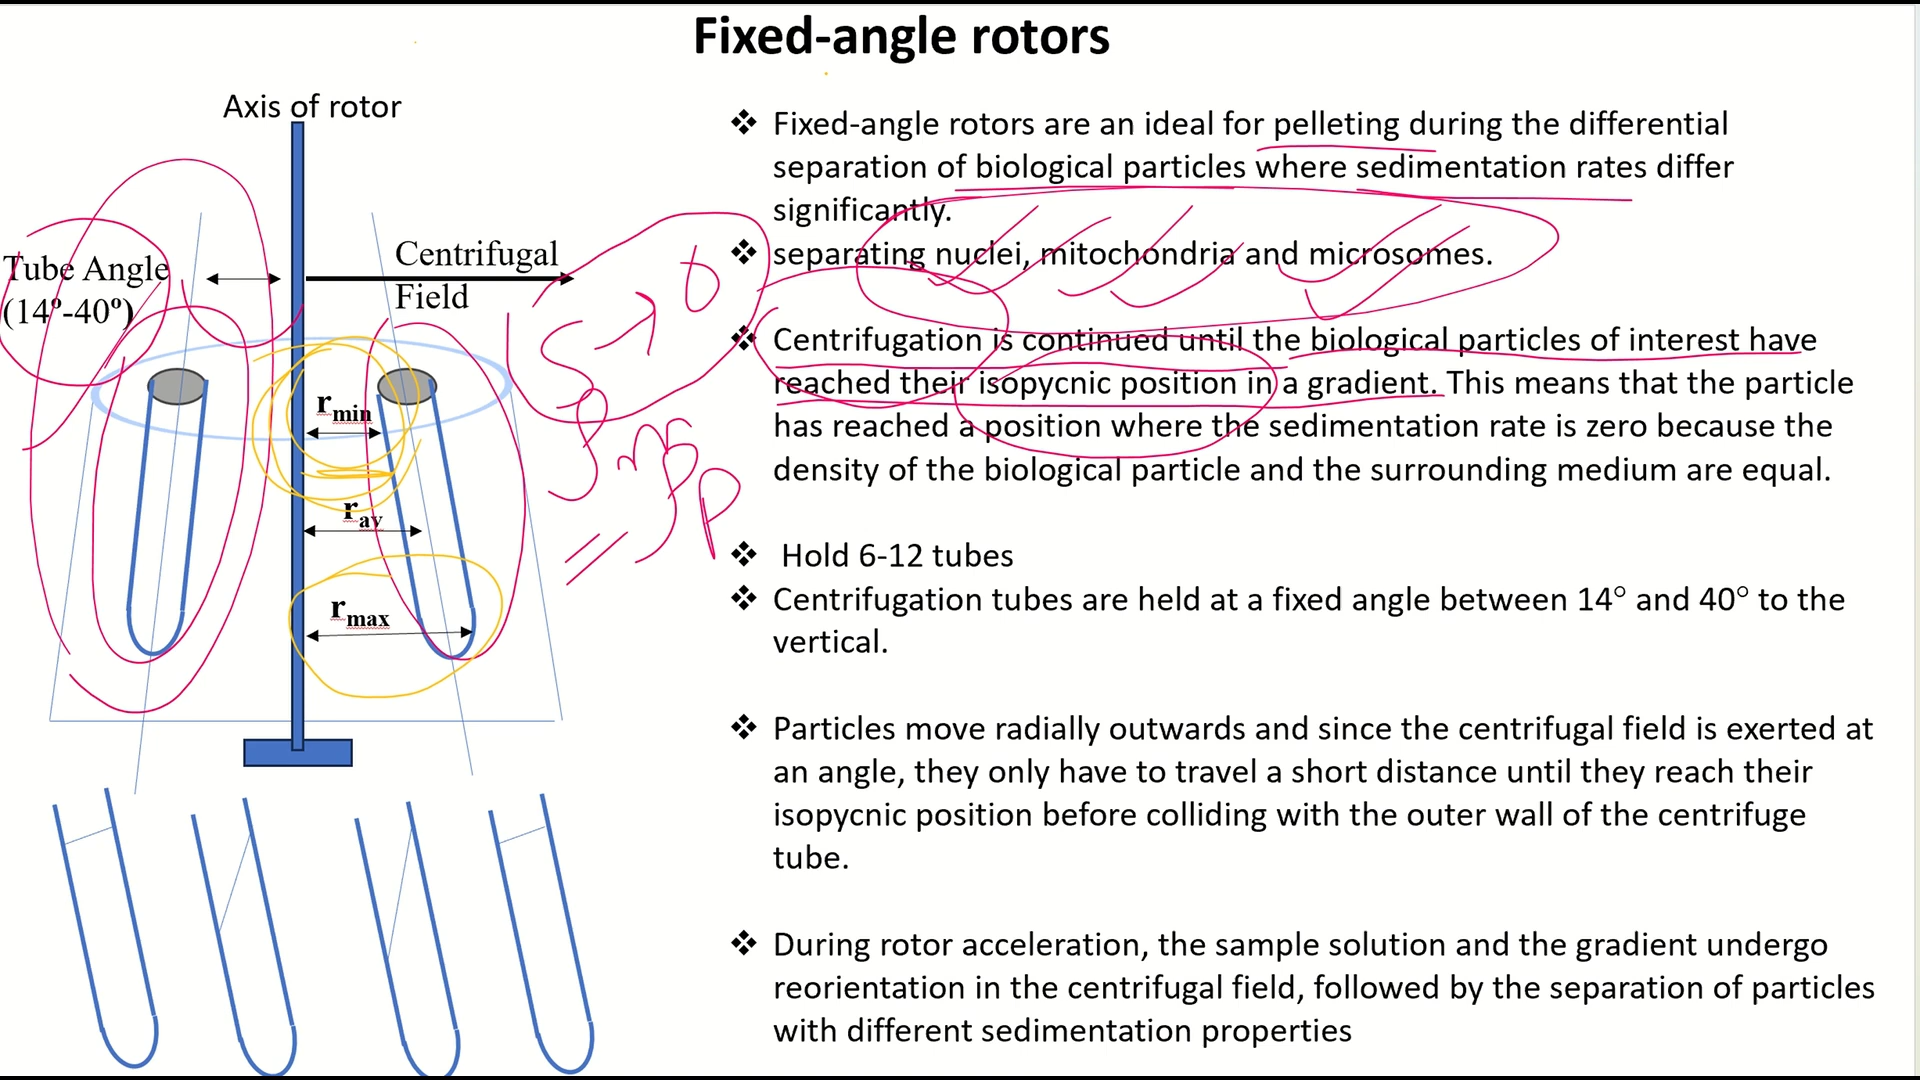 Fixed-angle rotors
Axis of rotor
Centrifugal
Field
Tube Angle
(14º-40º)
r min
r av
r max
❖ Fixed-angle rotors are an ideal for pelleting during the differential
separation of biological particles where sedimentation rates differ
significantly.
❖ separating nuclei, mitochondria and microsomes.
❖ Centrifugation is continued until the biological particles of interest have
reached their isopycnic position in a gradient. This means that the particle
has reached a position where the sedimentation rate is zero because the
density of the biological particle and the surrounding medium are equal.
❖ Hold 6-12 tubes
❖ Centrifugation tubes are held at a fixed angle between 14° and 40° to the
vertical.
❖ Particles move radially outwards and since the centrifugal field is exerted at
an angle, they only have to travel a short distance until they reach their
isopycnic position before colliding with the outer wall of the centrifuge
tube.
❖ During rotor acceleration, the sample solution and the gradient undergo
reorientation in the centrifugal field, followed by the separation of particles
with different sedimentation properties